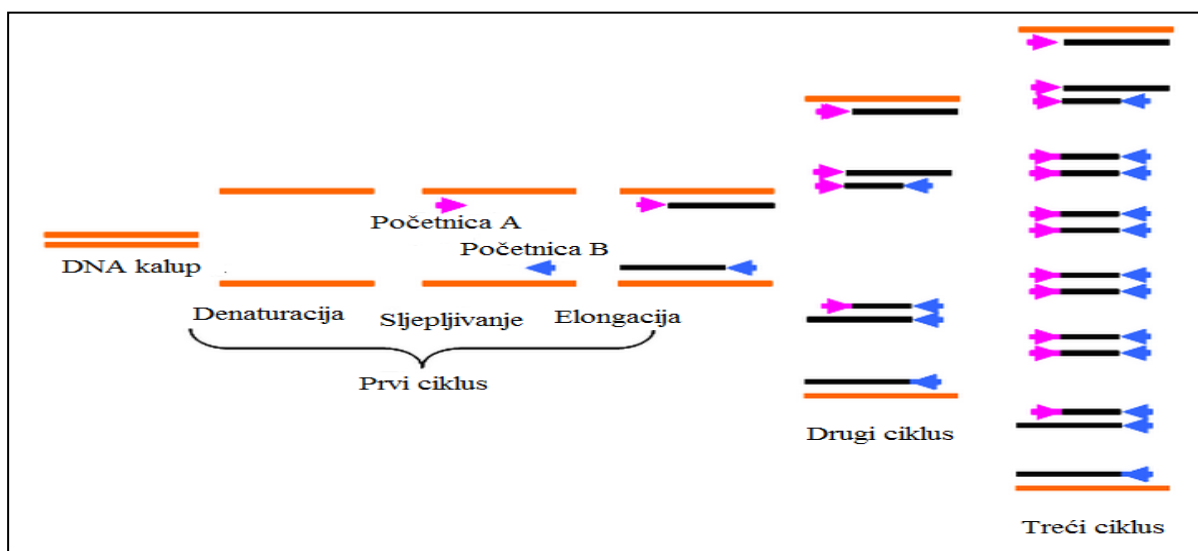 Početnica A
Početnica B
DNA kalup
Denaturacija
Sljepljivanje
Elongacija
Prvi ciklus
Drugi ciklus
Treći ciklus